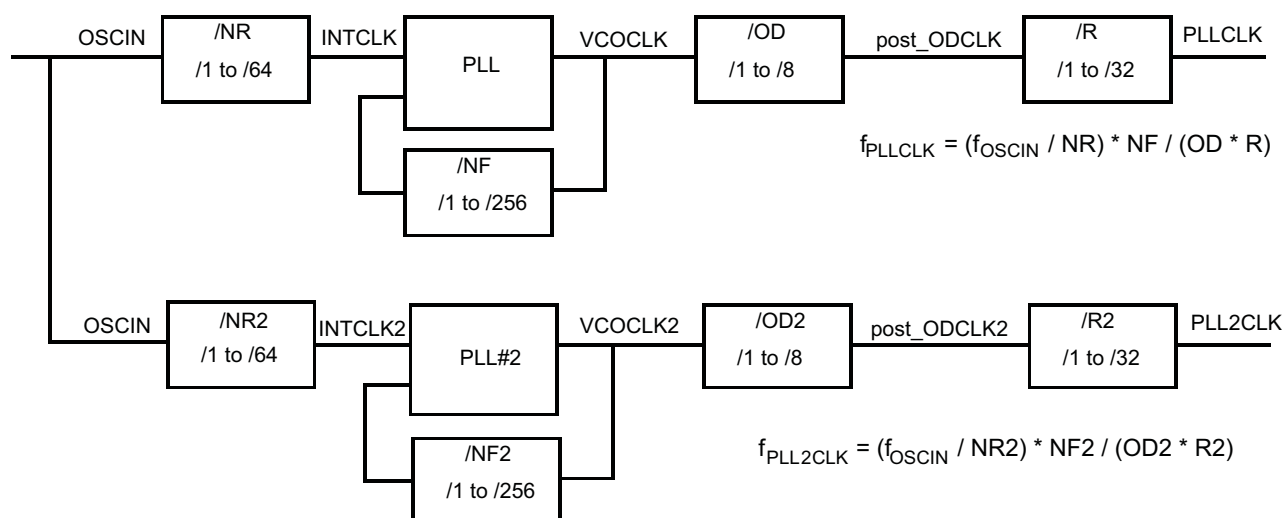 OSCIN
/NR
/1 to /64
INTCLK
PLL
VCOCLK
/OD
/1 to /8
post_ODCLK
/R
/1 to /32
PLLCLK
/NF
/1 to /256
fPLLCLK = (fOSCIN / NR) * NF / (OD * R)
OSCIN
/NR2
/1 to /64
INTCLK2
PLL#2
VCOCLK2
/OD2
/1 to /8
post_ODCLK2
/R2
/1 to /32
PLL2CLK
/NF2
/1 to /256
fPLL2CLK = (fOSCIN / NR2) * NF2 / (OD2 * R2)